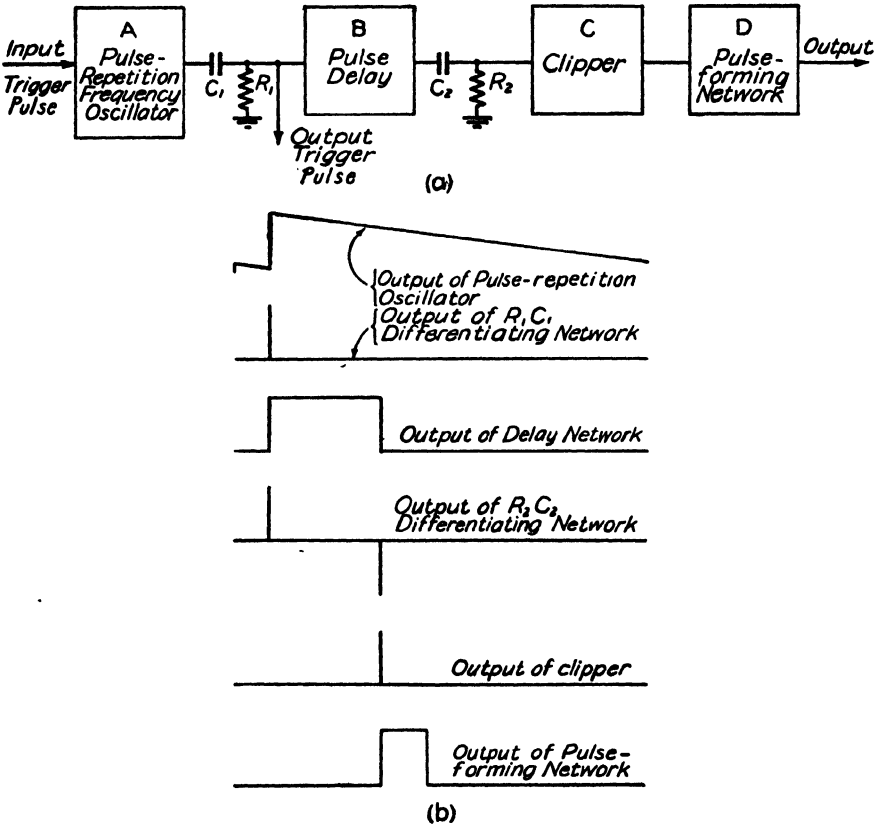 Input
Trigger
Pulse
A
Pulse-
Repetition
Frequency
Oscillator
C₁
R₁
Output
Trigger
Pulse
B
Pulse
Delay
C₂
R₂
C
Clipper
D
Pulse-
forming
Network
Output
(a)
Output of Pulse-repetition
Oscillator
Output of R₁C₁
Differentiating Network
Output of Delay Network
Output of R₂C₂
Differentiating Network
Output of clipper
Output of Pulse-
forming Network
(b)